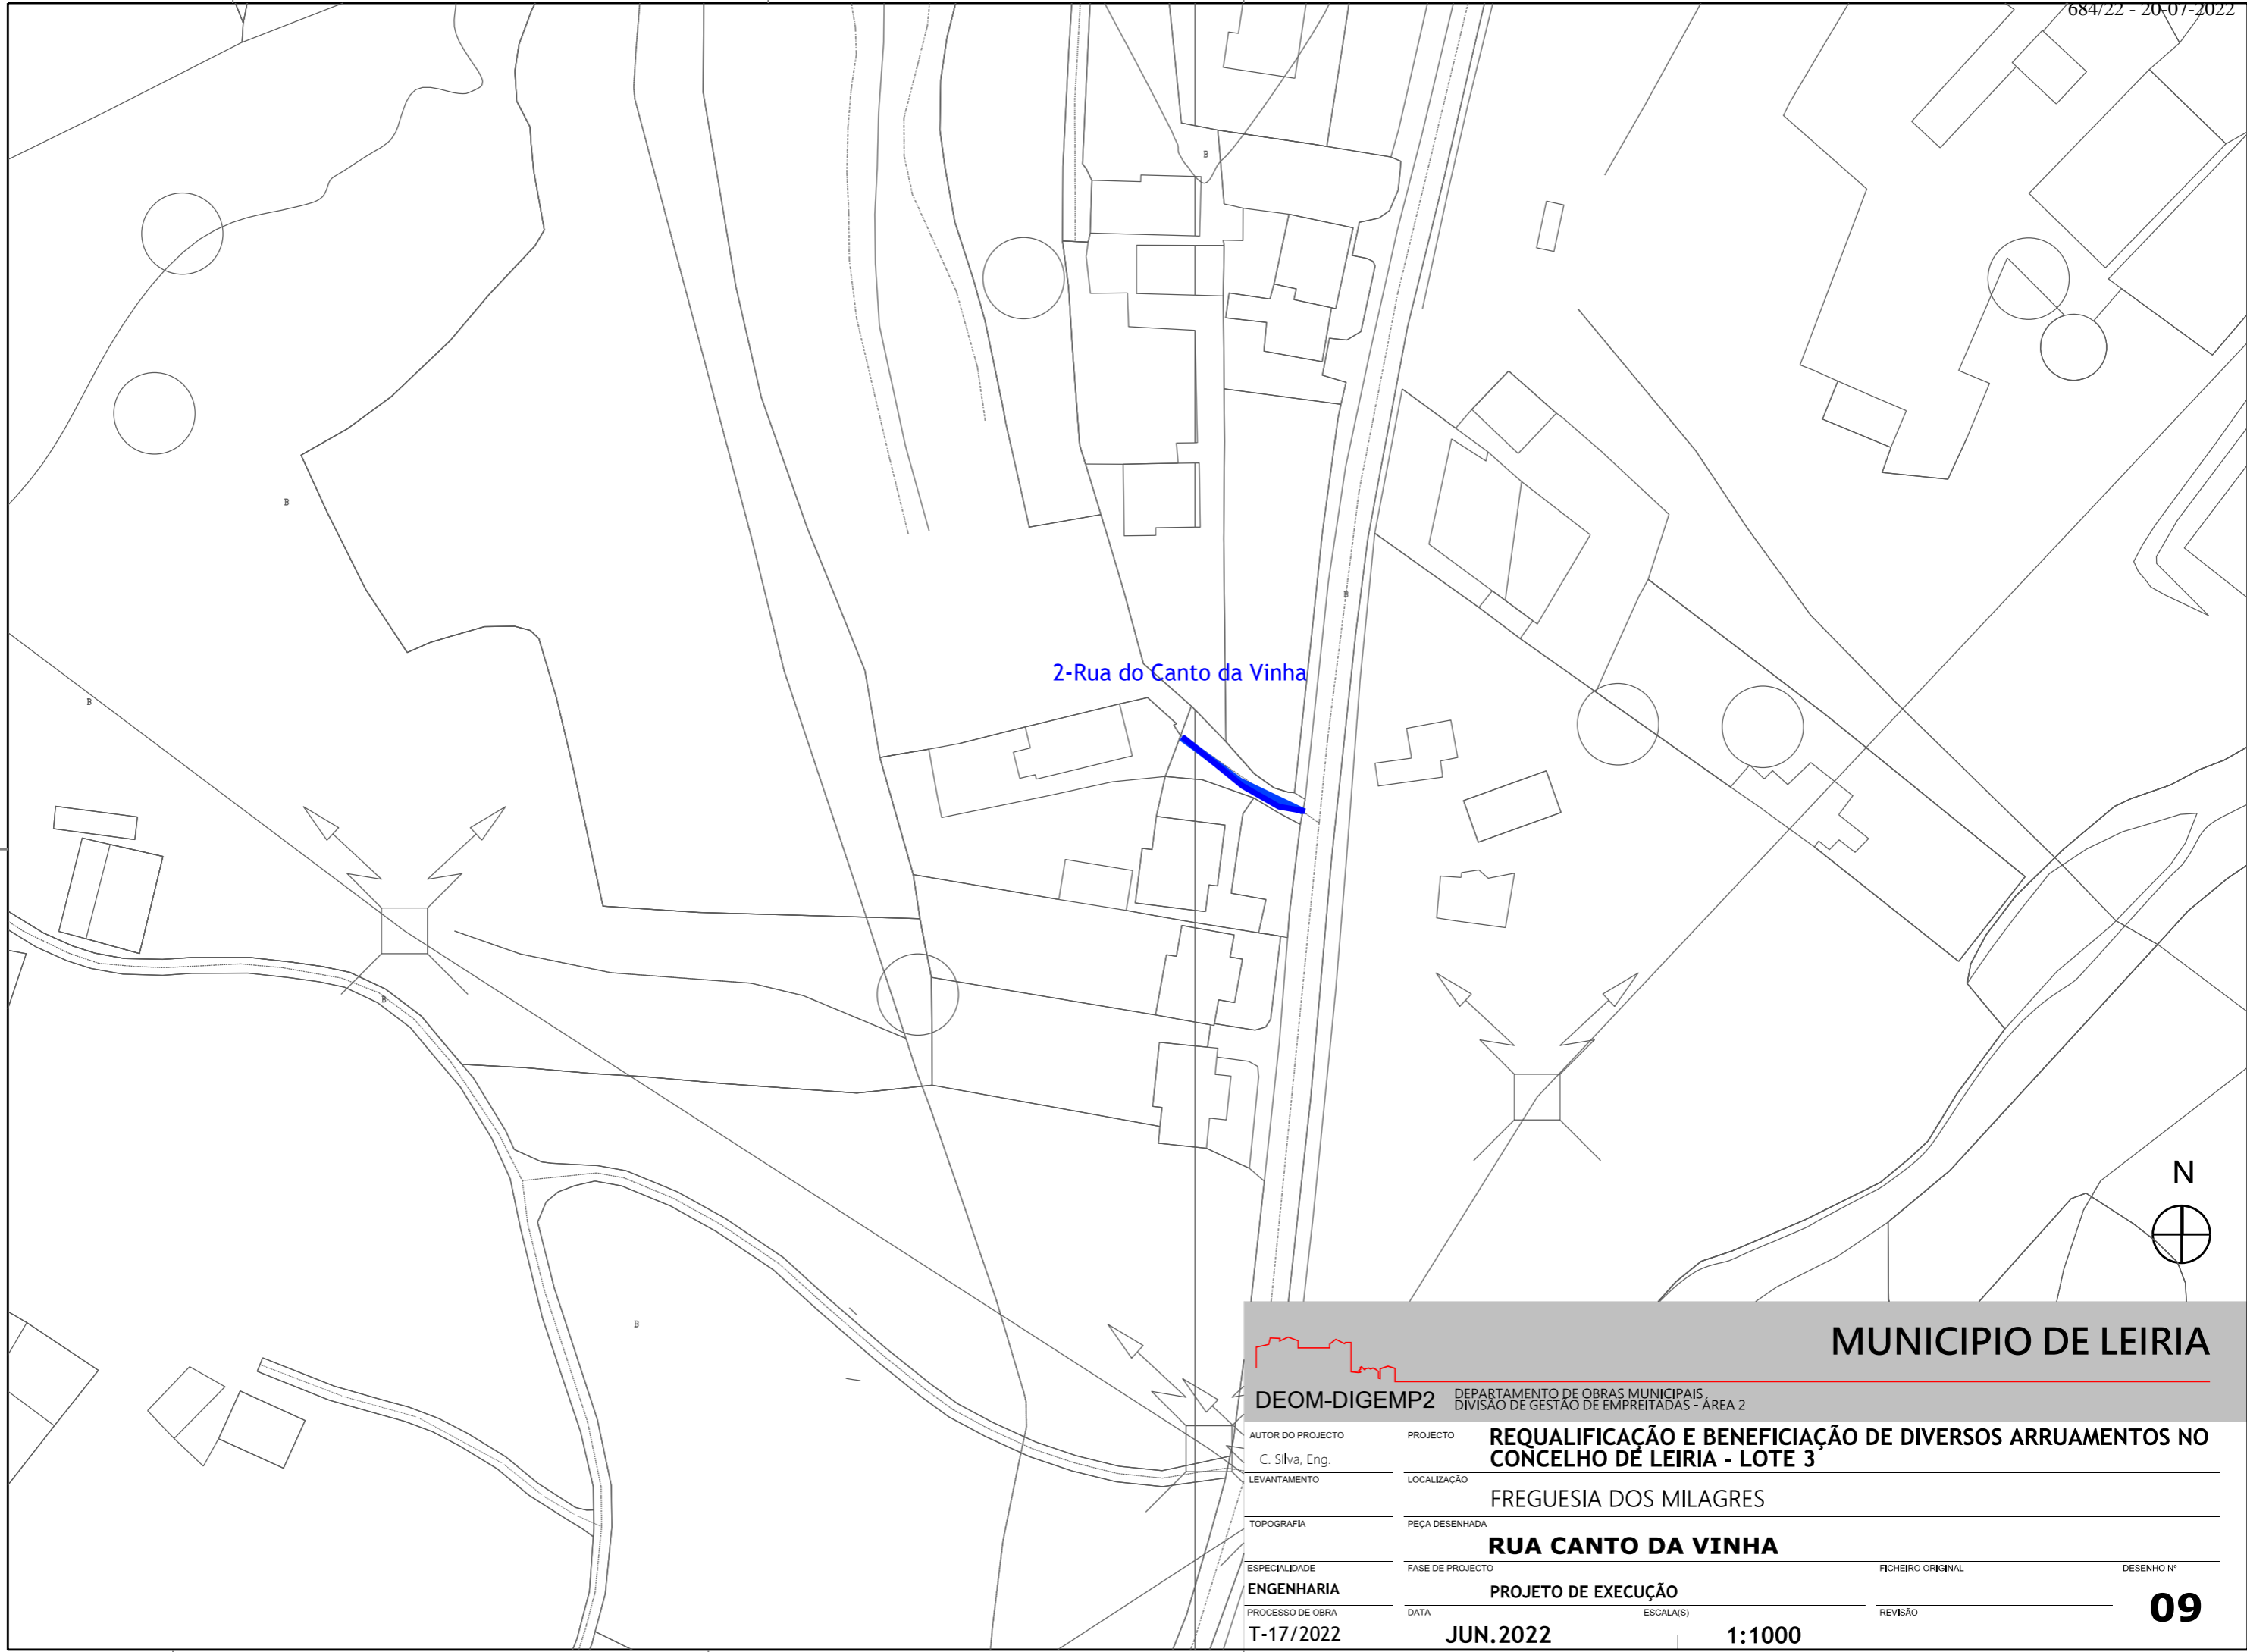 684/22 - 20-07-2022
B
B
B
2-Rua do Canto da Vinha
B
B
B
N
MUNICIPIO DE LEIRIA
DEOM-DIGEMP2
DEPARTAMENTO DE OBRAS MUNICIPAIS
DIVISÃO DE GESTÃO DE EMPREITADAS - ÁREA 2
AUTOR DO PROJECTO
C. Silva, Eng.
PROJECTO
REQUALIFICAÇÃO E BENEFICIAÇÃO DE DIVERSOS ARRUAMENTOS NO
CONCELHO DE LEIRIA - LOTE 3
LEVANTAMENTO
LOCALIZAÇÃO
FREGUESIA DOS MILAGRES
TOPOGRAFIA
PEÇA DESENHADA
RUA CANTO DA VINHA
ESPECIALIDADE
ENGENHARIA
FASE DE PROJECTO
PROJETO DE EXECUÇÃO
FICHEIRO ORIGINAL
DESENHO Nº
09
PROCESSO DE OBRA
T-17/2022
DATA
JUN.2022
ESCALA(S)
1:1000
REVISÃO